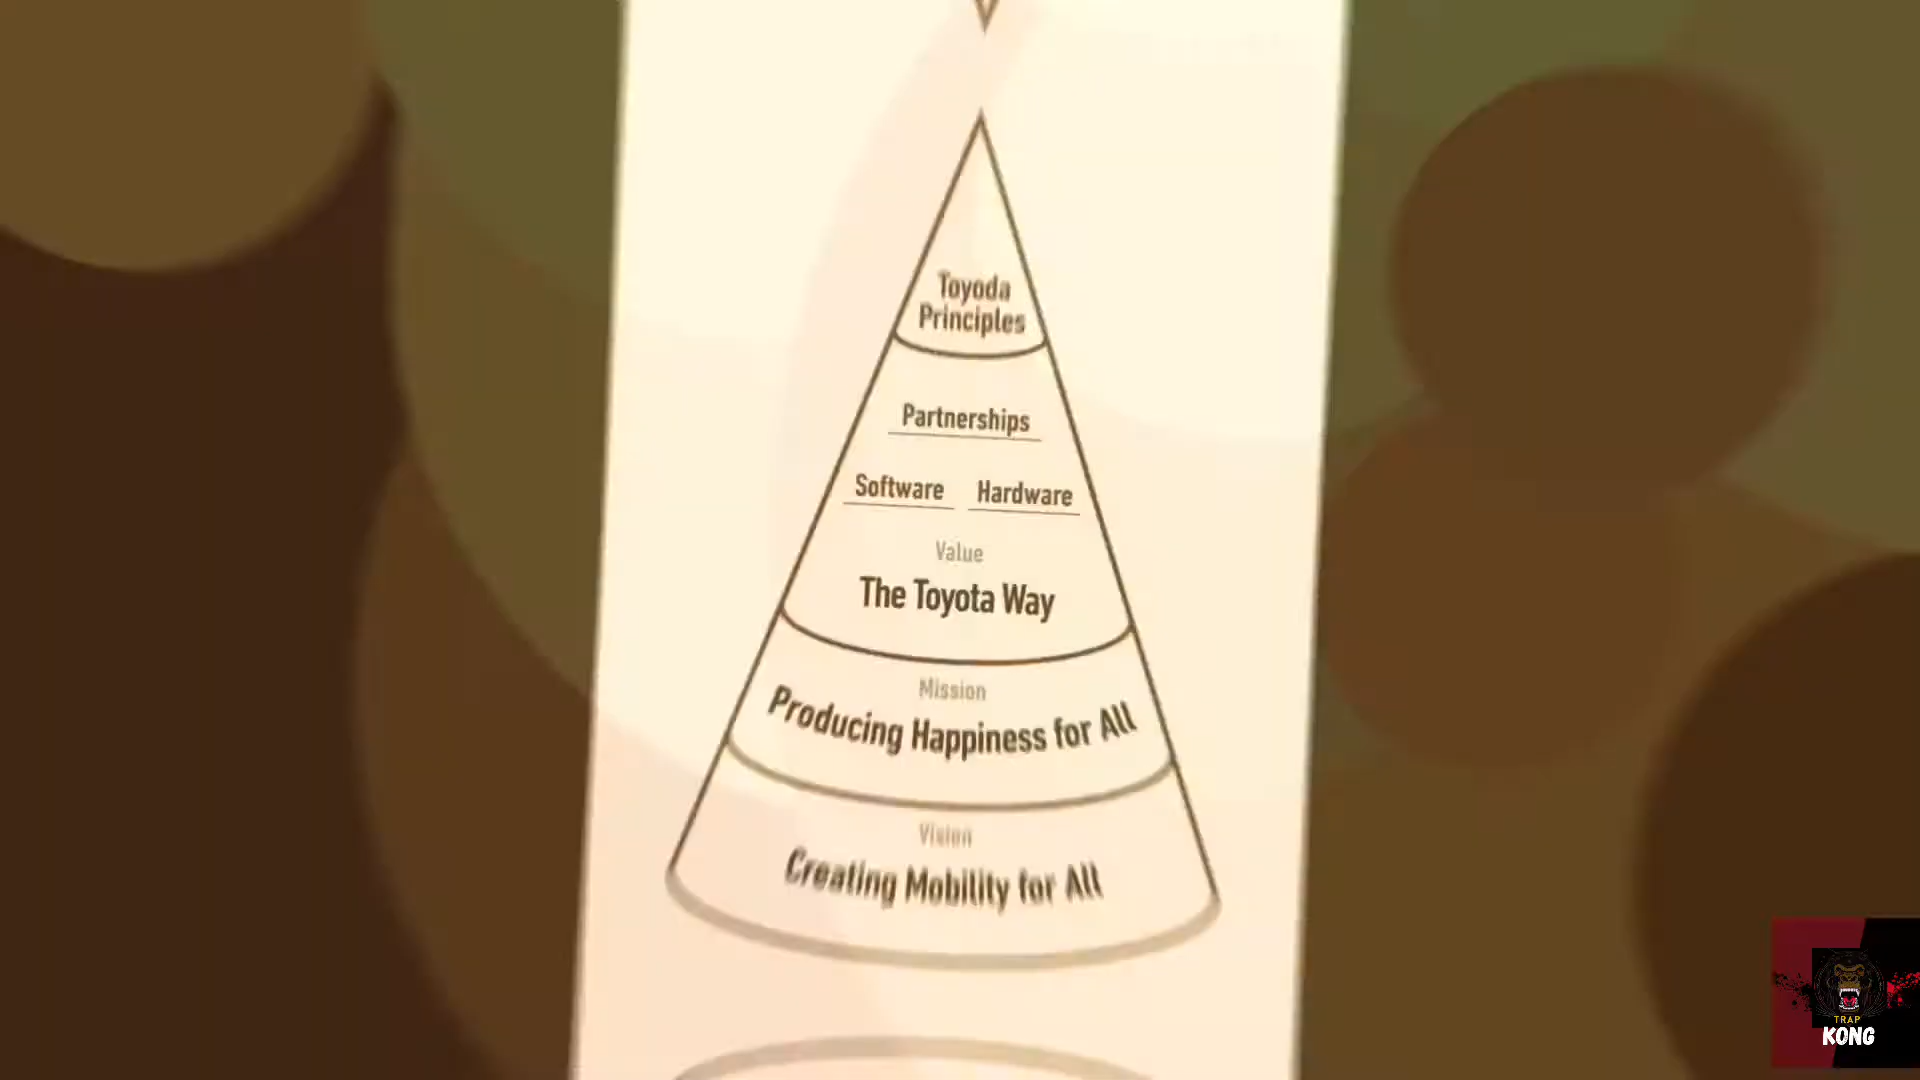 Toyoda
Principles
Partnerships
Software Hardware
Value
The Toyota Way
Mission
Producing Happiness for All
Vision
Creating Mobility for All
TRAP
KONG